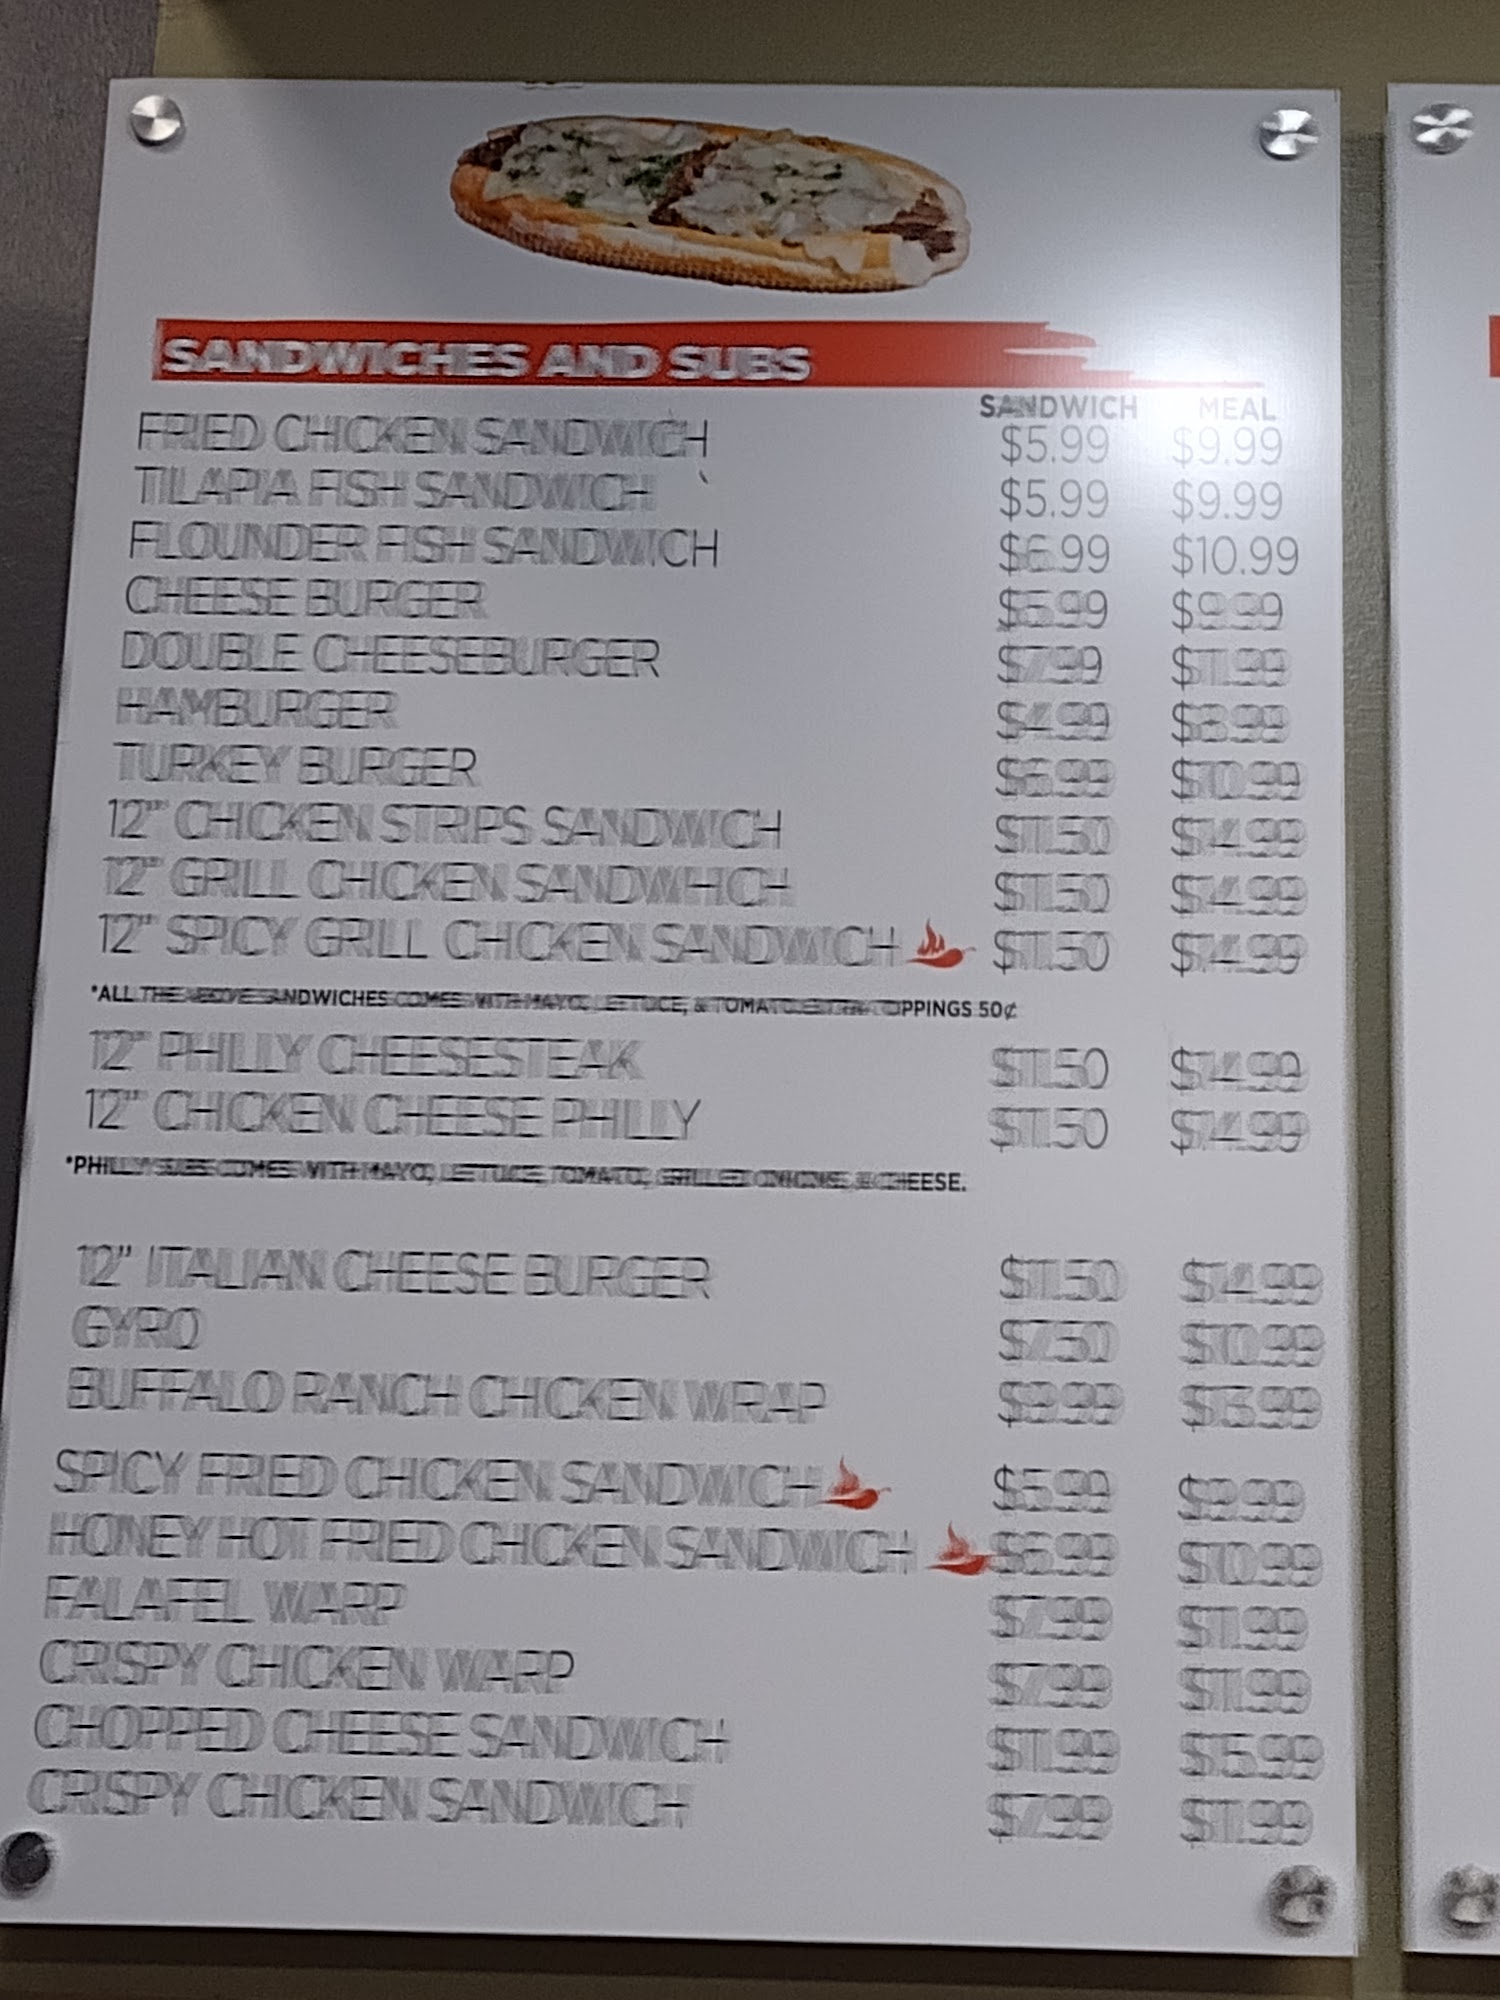 SANDWICHES AND SUBS
SANDWICH MEAL
FRIED CHICKEN SANDWICH $5.99 $9.99
TILAPIA FISH SANDWICH $5.99 $9.99
FLOUNDER FISH SANDWICH $6.99 $10.99
CHEESE BURGER $5.99 $9.99
DOUBLE CHEESEBURGER $7.99 $11.99
HAMBURGER $4.99 $8.99
TURKEY BURGER $6.99 $10.99
12" CHICKEN STRIPS SANDWICH $11.50 $14.99
12" GRILL CHICKEN SANDWHICH $11.50 $14.99
12" SPICY GRILL CHICKEN SANDWICH $11.50 $14.99
*ALL THE ABOVE SANDWICHES COMES WITH MAYO, LETTUCE, & TOMATO EXTRA TOPPINGS 50¢
12" PHILLY CHEESESTEAK $11.50 $14.99
12" CHICKEN CHEESE PHILLY $11.50 $14.99
*PHILLY SUBS COMES WITH MAYO, LETTUCE, TOMATO, GRILLED ONIONS, & CHEESE.
12" ITALIAN CHEESE BURGER $11.50 $14.99
GYRO $7.50 $10.99
BUFFALO RANCH CHICKEN WRAP $9.99 $13.99
SPICY FRIED CHICKEN SANDWICH $5.99 $9.99
HONEY HOT FRIED CHICKEN SANDWICH $6.99 $10.99
FALAFEL WARP $7.99 $11.99
CRISPY CHICKEN WARP $7.99 $11.99
CHOPPED CHEESE SANDWICH $11.99 $15.99
CRISPY CHICKEN SANDWICH $7.99 $11.99